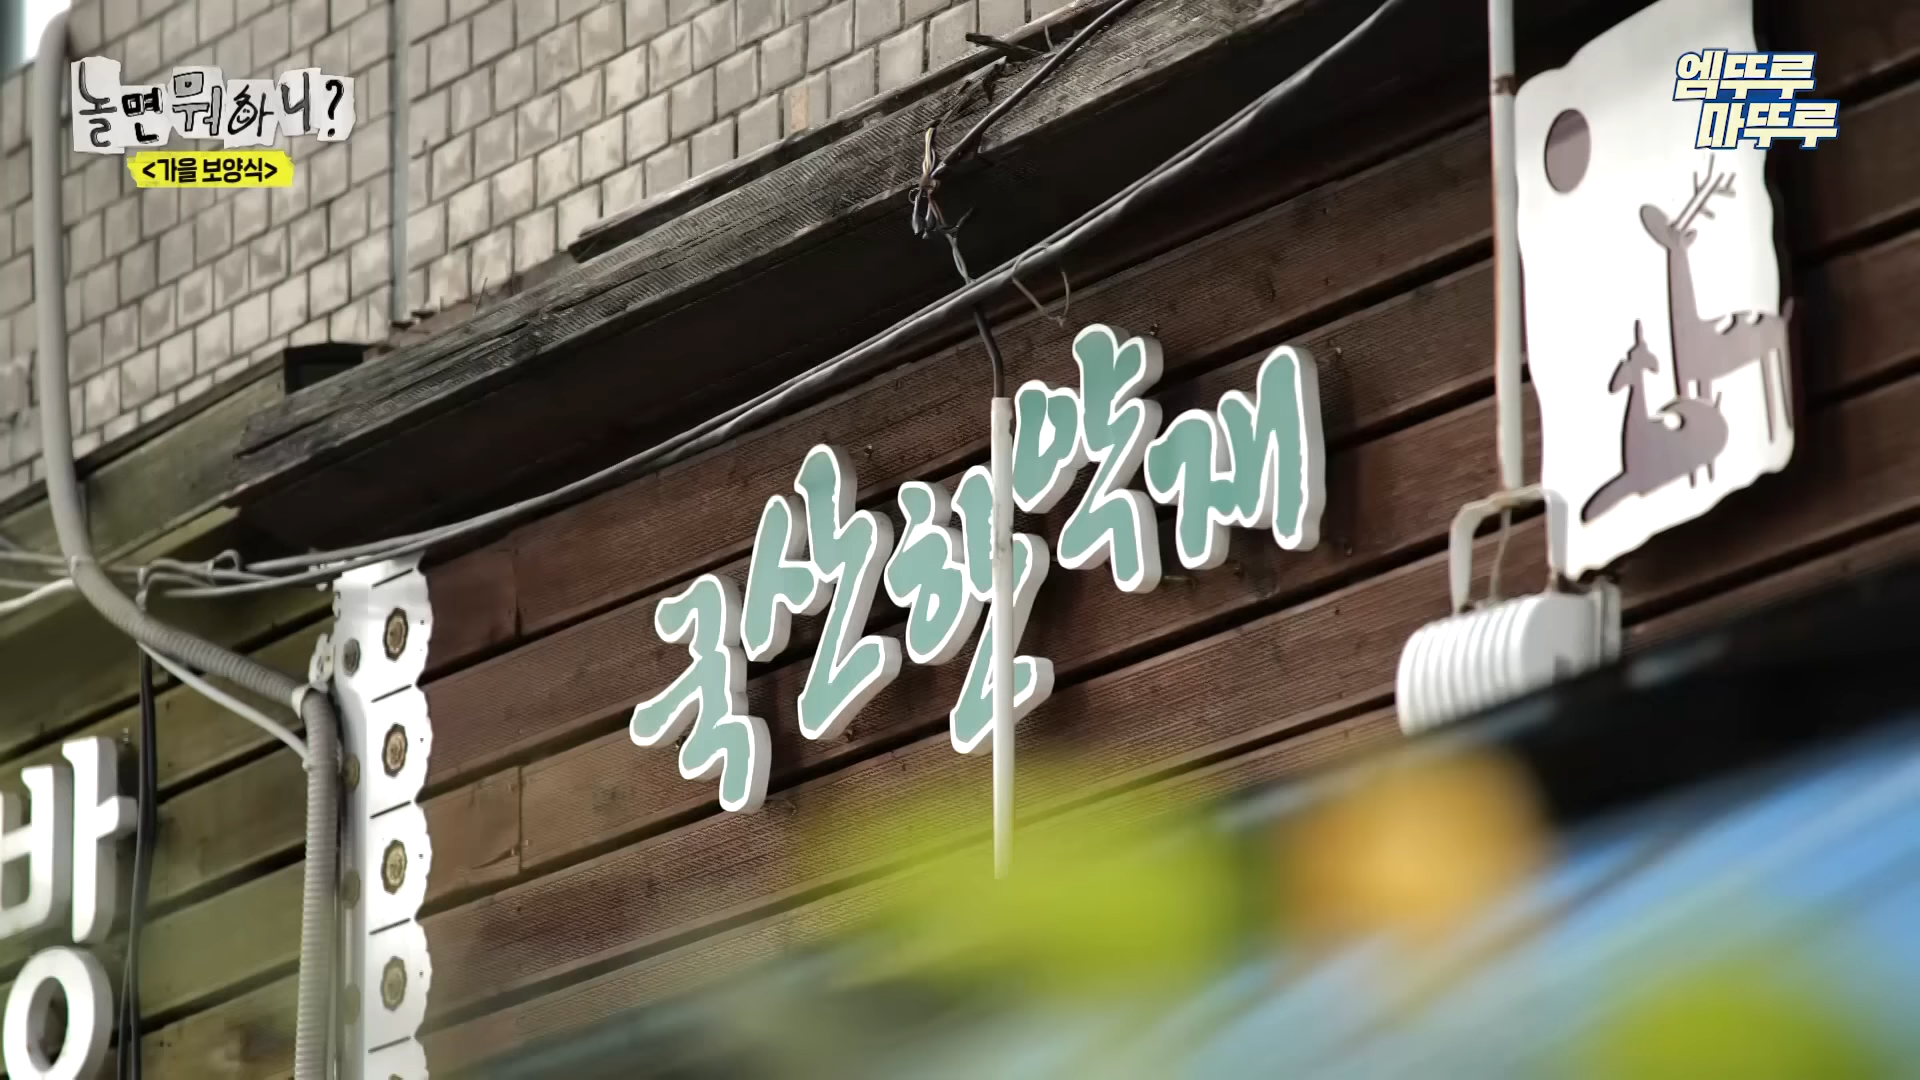 놀면 뭐하니?
<가을 보양식>
엠뚜루
마뚜루
국산한약재
방